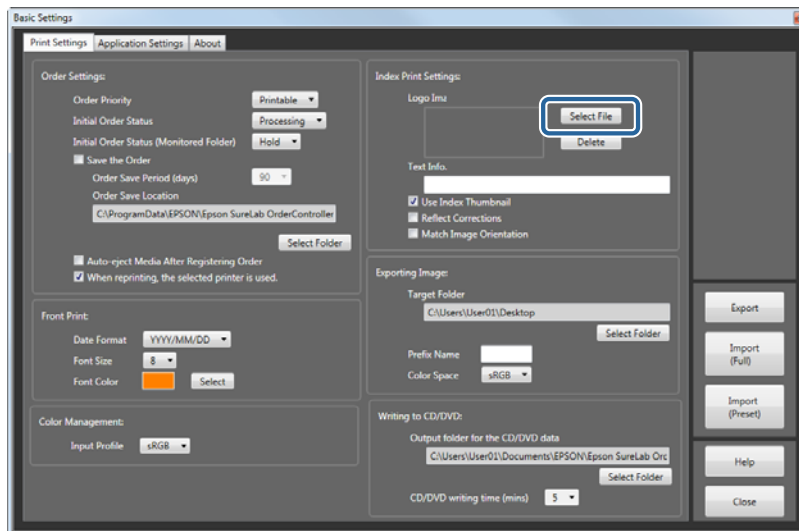 Basic Settings
Print Settings Application Settings About
Order Settings:
Order Priority Printable
Initial Order Status Processing
Initial Order Status (Monitored Folder) Hold
Save the Order
Order Save Period (days) 90
Order Save Location
C:\ProgramData\EPSON\Epson SureLab OrderController
Select Folder
Auto-eject Media After Registering Order
When reprinting, the selected printer is used.
Front Print:
Date Format YYYY/MM/DD
Font Size 8
Font Color Select
Color Management:
Input Profile sRGB
Index Print Settings:
Logo Ima
Select File
Delete
Text Info.
Use Index Thumbnail
Reflect Corrections
Match Image Orientation
Exporting Image:
Target Folder
C:\Users\User01\Desktop
Select Folder
Prefix Name
Color Space sRGB
Writing to CD/DVD:
Output folder for the CD/DVD data
C:\Users\User01\Documents\EPSON\Epson SureLab Orc
Select Folder
CD/DVD writing time (mins) 5
Export
Import
(Full)
Import
(Preset)
Help
Close